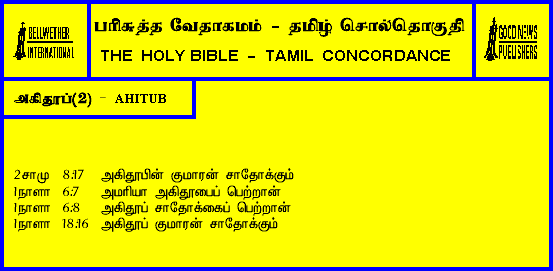 BELLWETHER
INTERNATIONAL
பரிசுத்த வேதாகமம் - தமிழ் சொல்தொகுதி
THE HOLY BIBLE - TAMIL CONCORDANCE
GOOD NEWS
PUBLISHERS
அகிதூப்(2) - AHITUB
2சாமு 8:17 அகிதூபின் குமாரன் சாதோக்கும்
1நாளா 6:7 அமரியா அகிதூபைப் பெற்றான்
1நாளா 6:8 அகிதூப் சாதோக்கைப் பெற்றான்
1நாளா 18:16 அகிதூப் குமாரன் சாதோக்கும்